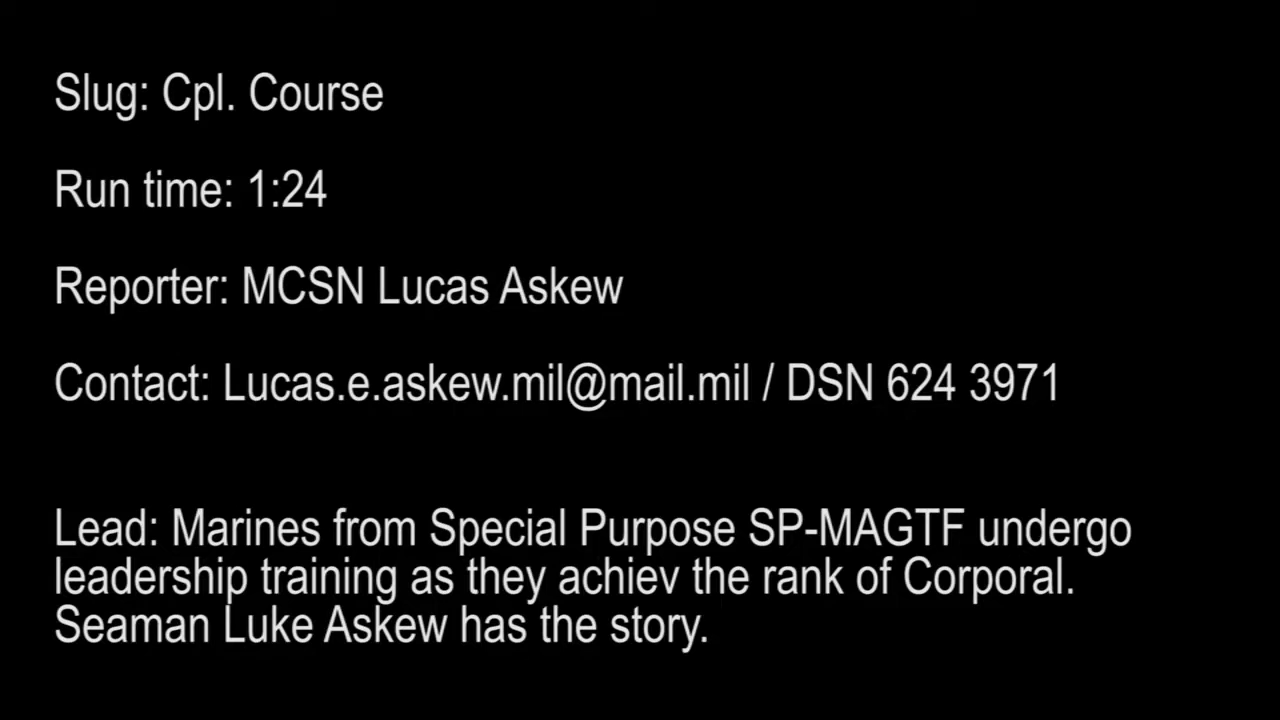 Slug: Cpl. Course
Run time: 1:24
Reporter: MCSN Lucas Askew
Contact: Lucas.e.askew.mil@mail.mil / DSN 624 3971
Lead: Marines from Special Purpose SP-MAGTF undergo
leadership training as they achiev the rank of Corporal.
Seaman Luke Askew has the story.